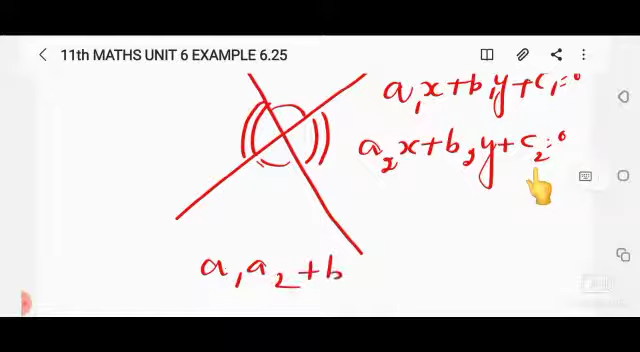 11th MATHS UNIT 6 EXAMPLE 6.25
a₁x+b₁y+c₁=0
a₂x+b₂y+c₂=0
a₁a₂+b